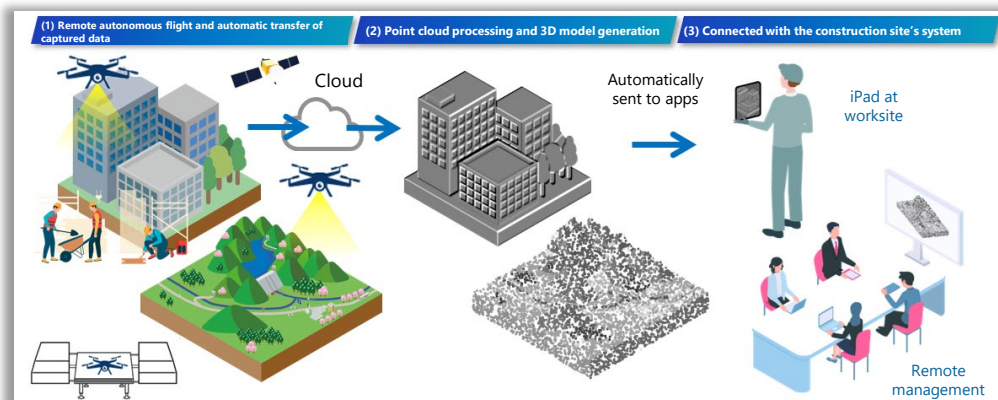 (1) Remote autonomous flight and automatic transfer of
captured data
(2) Point cloud processing and 3D model generation
(3) Connected with the construction site's system
Cloud
Automatically
sent to apps
iPad at
worksite
Remote
management